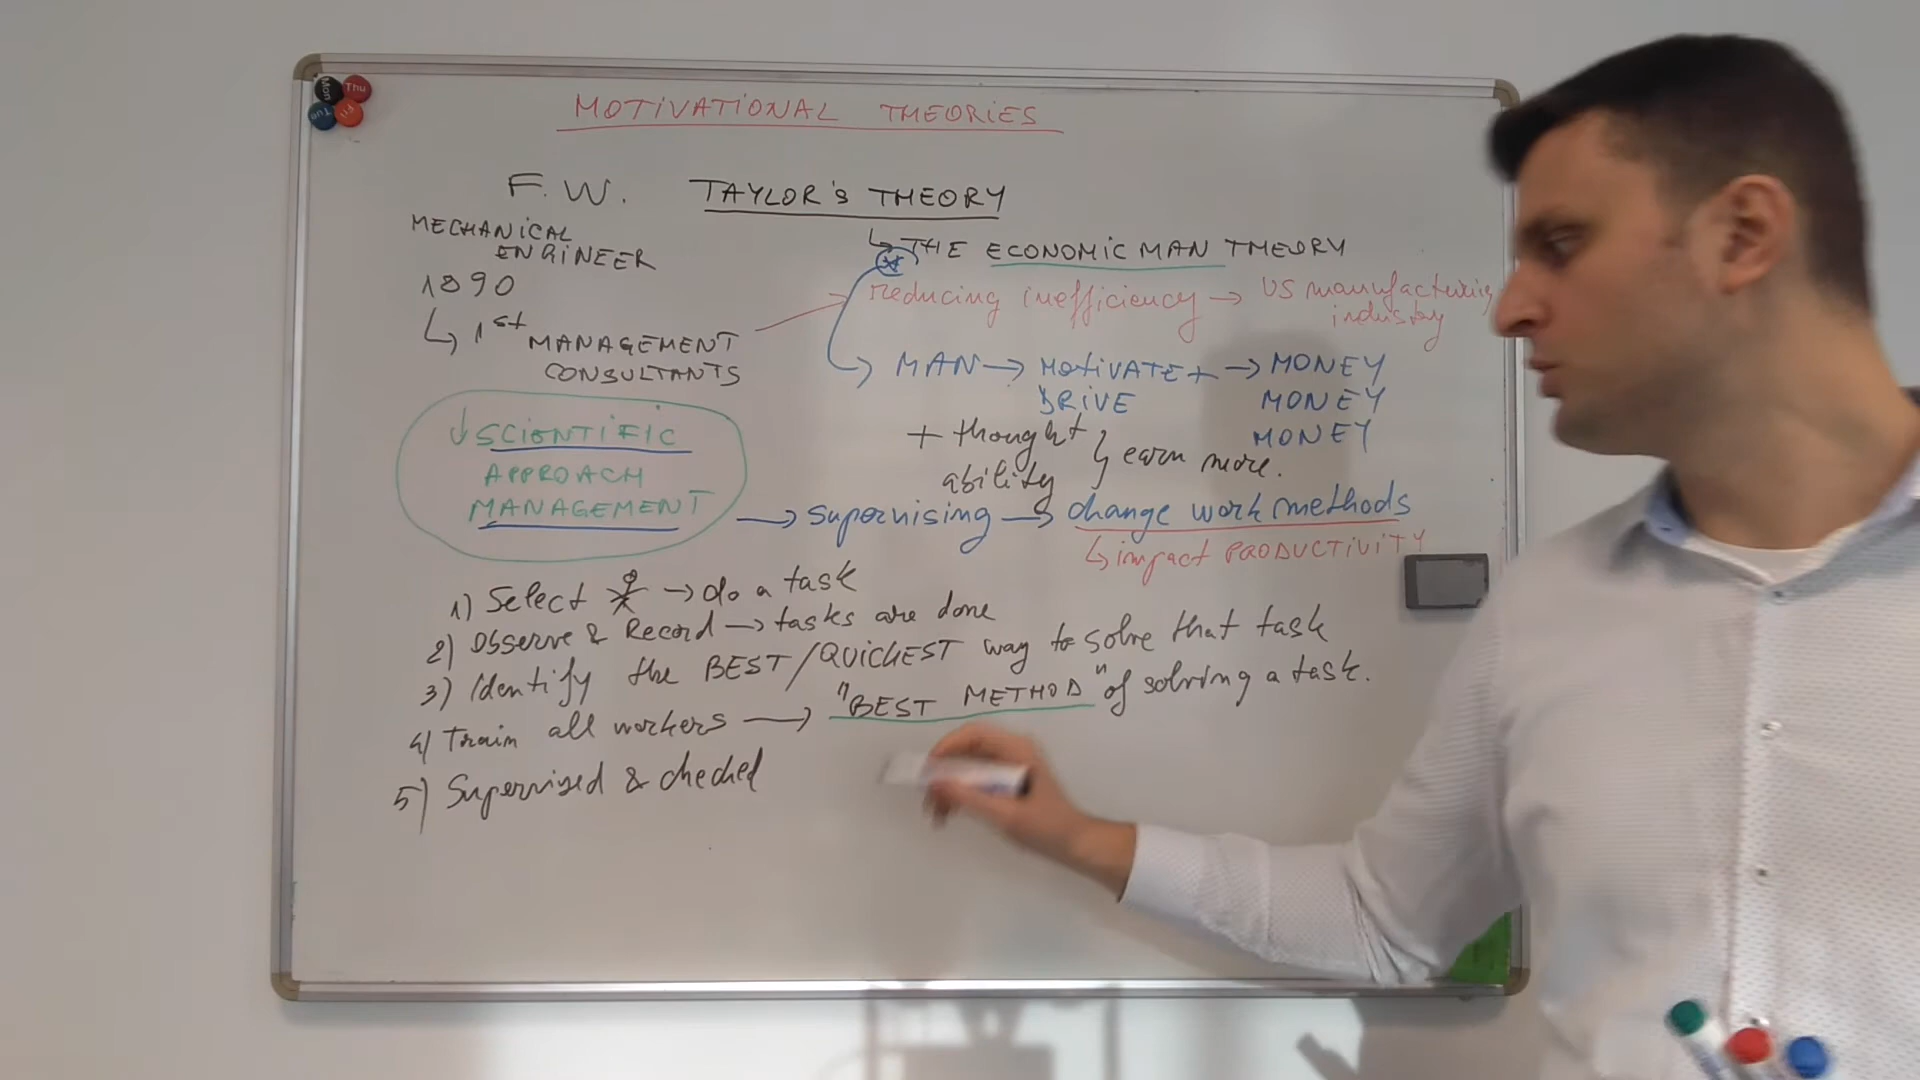 Mon Thu
Tue Fri
MOTIVATIONAL THEORIES
F. W. TAYLOR'S THEORY
MECHANICAL
ENGINEER
1890
↳ 1st MANAGEMENT
CONSULTANTS
↳ THE ECONOMIC MAN THEORY
reducing inefficiency → US manufacturing
industry
MAN → MOTIVATE + → MONEY
DRIVE MONEY
MONEY
+ thought
ability } earn more.
↓ SCIENTIFIC
APPROACH
MANAGEMENT → supervising → change work methods
↳ impact PRODUCTIVITY
1) Select → do a task
2) Observe & Record → tasks are done
3) Identify the BEST/QUICKEST way to solve that task
4) Train all workers → "BEST METHOD" of solving a task.
5) Supervised & checked